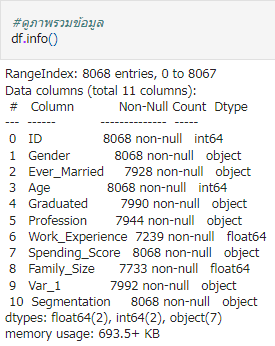 #ดูภาพรวมข้อมูล
df.info()
RangeIndex: 8068 entries, 0 to 8067
Data columns (total 11 columns):
# Column Non-Null Count Dtype
--- ------ -------------- -----
0 ID 8068 non-null int64
1 Gender 8068 non-null object
2 Ever_Married 7928 non-null object
3 Age 8068 non-null int64
4 Graduated 7990 non-null object
5 Profession 7944 non-null object
6 Work_Experience 7239 non-null float64
7 Spending_Score 8068 non-null object
8 Family_Size 7733 non-null float64
9 Var_1 7992 non-null object
10 Segmentation 8068 non-null object
dtypes: float64(2), int64(2), object(7)
memory usage: 693.5+ KB